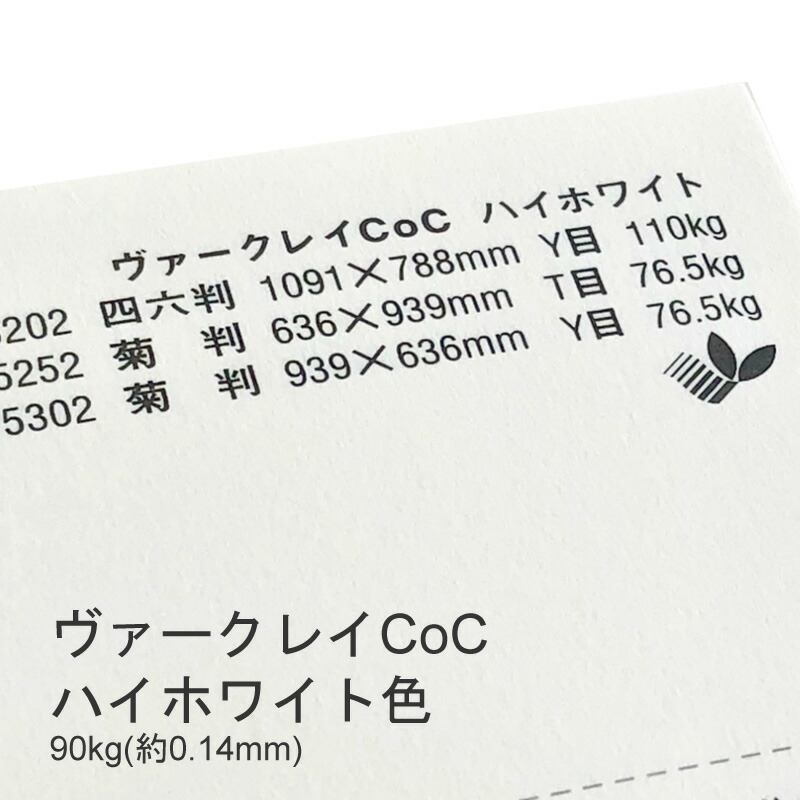 ヴァークレイCoC ハイホワイト
5202 四六判 1091×788mm Y目 110kg
5252 菊 判 636×939mm T目 76.5kg
5302 菊 判 939×636mm Y目 76.5kg
ヴァークレイCoC
ハイホワイト色
90kg(約0.14mm)